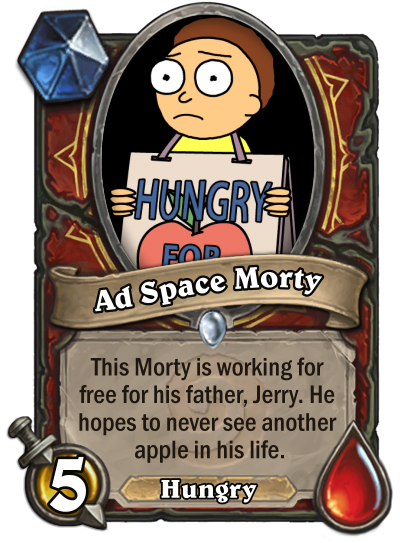 HUNGRY
FOR
Ad Space Morty
This Morty is working for
free for his father, Jerry. He
hopes to never see another
apple in his life.
5
Hungry